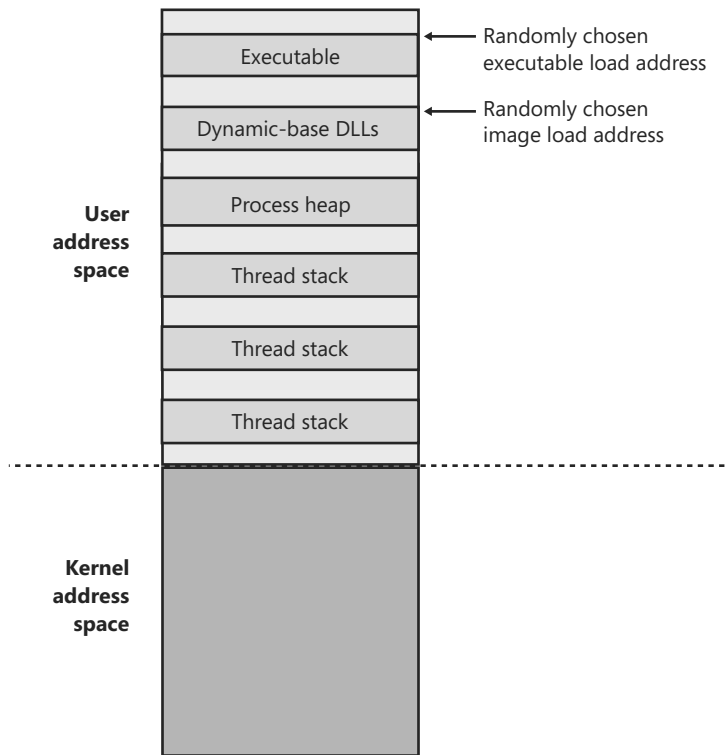 Executable
Randomly chosen
executable load address
Dynamic-base DLLs
Randomly chosen
image load address
Process heap
User
address
space
Thread stack
Thread stack
Thread stack
Kernel
address
space